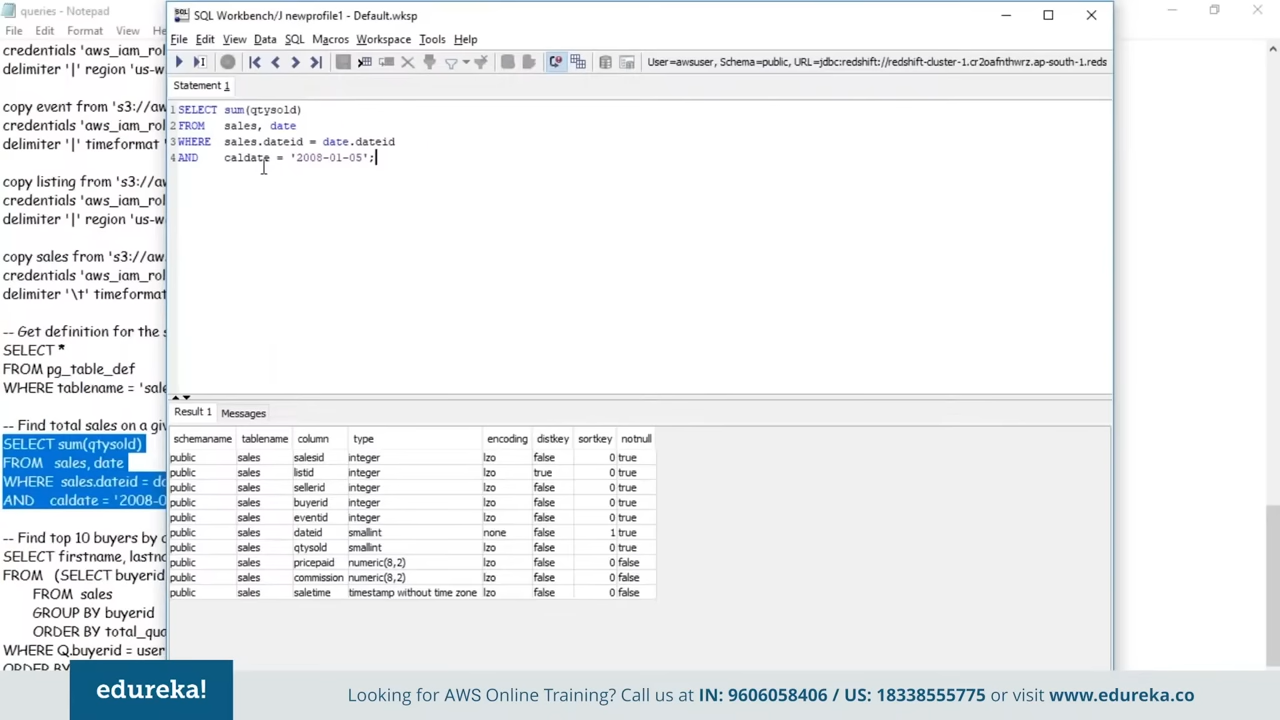 queries - Notepad
File Edit Format View
credentials 'aws_iam_rol
delimiter '|' region 'us-w
copy event from 's3://aws
credentials 'aws_iam_rol
delimiter '|' timeformat
copy listing from 's3://aw
credentials 'aws_iam_rol
delimiter '|' region 'us-w
copy sales from 's3://aw
credentials 'aws_iam_rol
delimiter '\t' timeformat
-- Get definition for the s
SELECT *
FROM pg_table_def
WHERE tablename = 'sale
-- Find total sales on a giv
SELECT sum(qtysold)
FROM sales, date
WHERE sales.dateid = da
AND caldate = '2008-0
-- Find top 10 buyers by q
SELECT firstname, lastna
FROM (SELECT buyerid
FROM sales
GROUP BY buyerid
ORDER BY total_qua
WHERE Q.buyerid = user
ORDER BY
SQL Workbench/J newprofile1 - Default.wksp
File Edit View Data SQL Macros Workspace Tools Help
User=awsuser, Schema=public, URL=jdbc:redshift://redshift-cluster-1.cr2oafnthwrz.ap-south-1.reds
Statement 1
1 SELECT sum(qtysold)
2 FROM sales, date
3 WHERE sales.dateid = date.dateid
4 AND caldate = '2008-01-05';
Result 1 Messages
schemaname tablename column type encoding distkey sortkey notnull
public sales salesid integer lzo false 0 true
public sales listid integer lzo true 0 true
public sales sellerid integer lzo false 0 true
public sales buyerid integer lzo false 0 true
public sales eventid integer lzo false 0 true
public sales dateid smallint none false 1 true
public sales qtysold smallint lzo false 0 true
public sales pricepaid numeric(8,2) lzo false 0 false
public sales commission numeric(8,2) lzo false 0 false
public sales saletime timestamp without time zone lzo false 0 false
edureka!
Looking for AWS Online Training? Call us at IN: 9606058406 / US: 18338555775 or visit www.edureka.co